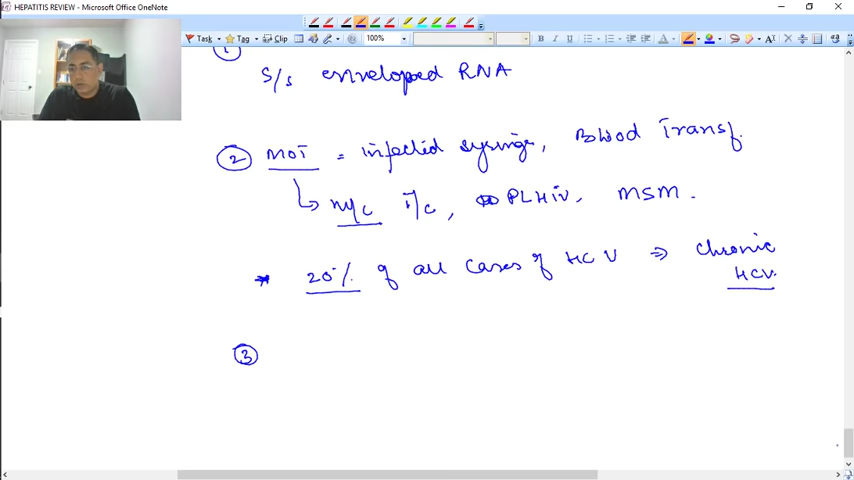 HEPATITIS REVIEW - Microsoft OneNote
Task Tag Clip 100% B I U
1
s/s enveloped RNA
2 MOT = infected syringe, Blood Transf.
m/c I/c, PLHIV, MSM.
* 20% of all cases of HCV ⇒ chronic
HCV
3